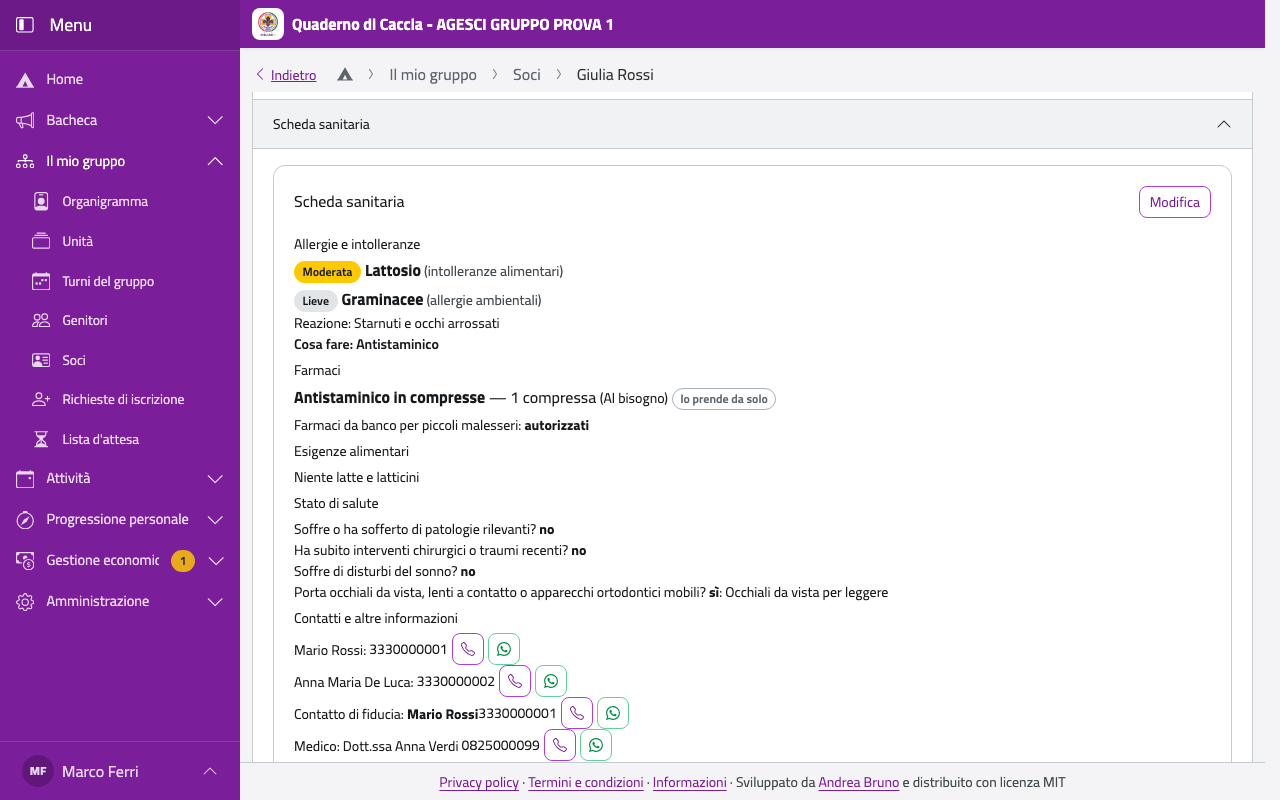 Menu
Quaderno di Caccia - AGESCI GRUPPO PROVA 1
Home
Bacheca
Il mio gruppo
Organigramma
Unità
Turni del gruppo
Genitori
Soci
Richieste di iscrizione
Lista d'attesa
Attività
Progressione personale
Gestione economic 1
Amministrazione
MF Marco Ferri
Indietro Il mio gruppo Soci Giulia Rossi
Scheda sanitaria
Scheda sanitaria Modifica
Allergie e intolleranze
Moderata Lattosio (intolleranze alimentari)
Lieve Graminacee (allergie ambientali)
Reazione: Starnuti e occhi arrossati
Cosa fare: Antistaminico
Farmaci
Antistaminico in compresse — 1 compressa (Al bisogno) lo prende da solo
Farmaci da banco per piccoli malesseri: autorizzati
Esigenze alimentari
Niente latte e latticini
Stato di salute
Soffre o ha sofferto di patologie rilevanti? no
Ha subito interventi chirurgici o traumi recenti? no
Soffre di disturbi del sonno? no
Porta occhiali da vista, lenti a contatto o apparecchi ortodontici mobili? sì: Occhiali da vista per leggere
Contatti e altre informazioni
Mario Rossi: 3330000001
Anna Maria De Luca: 3330000002
Contatto di fiducia: Mario Rossi3330000001
Medico: Dott.ssa Anna Verdi 0825000099
Privacy policy · Termini e condizioni · Informazioni · Sviluppato da Andrea Bruno e distribuito con licenza MIT